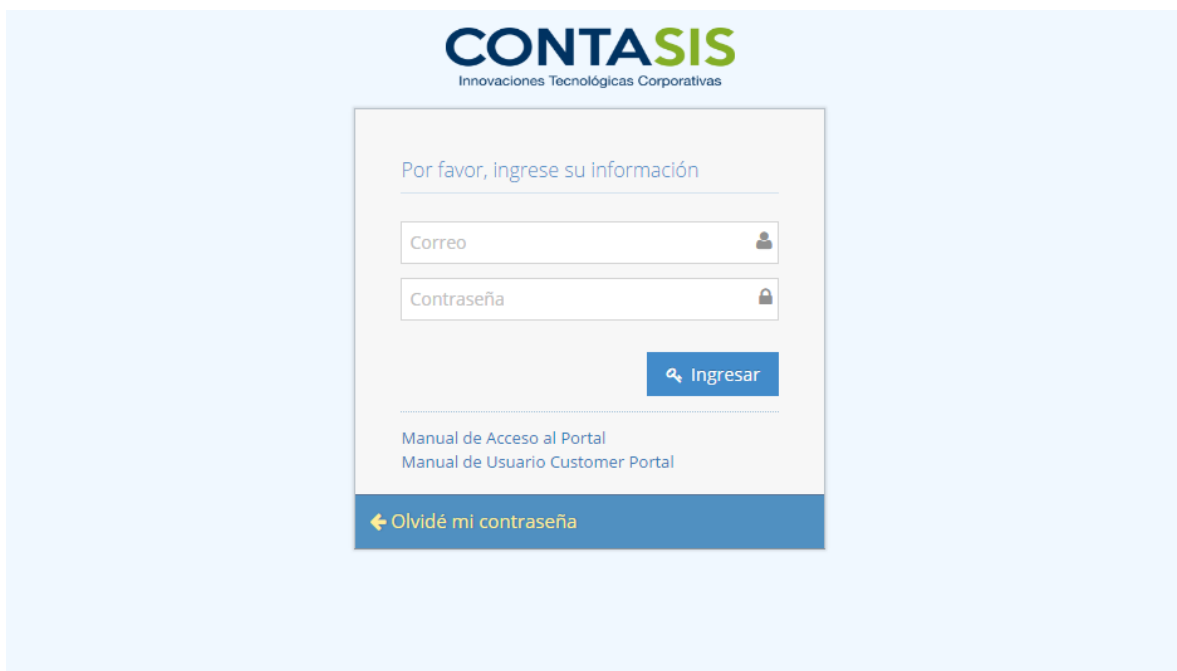 CONTASIS
Innovaciones Tecnológicas Corporativas
Por favor, ingrese su información
Correo
Contraseña
Ingresar
Manual de Acceso al Portal
Manual de Usuario Customer Portal
Olvidé mi contraseña